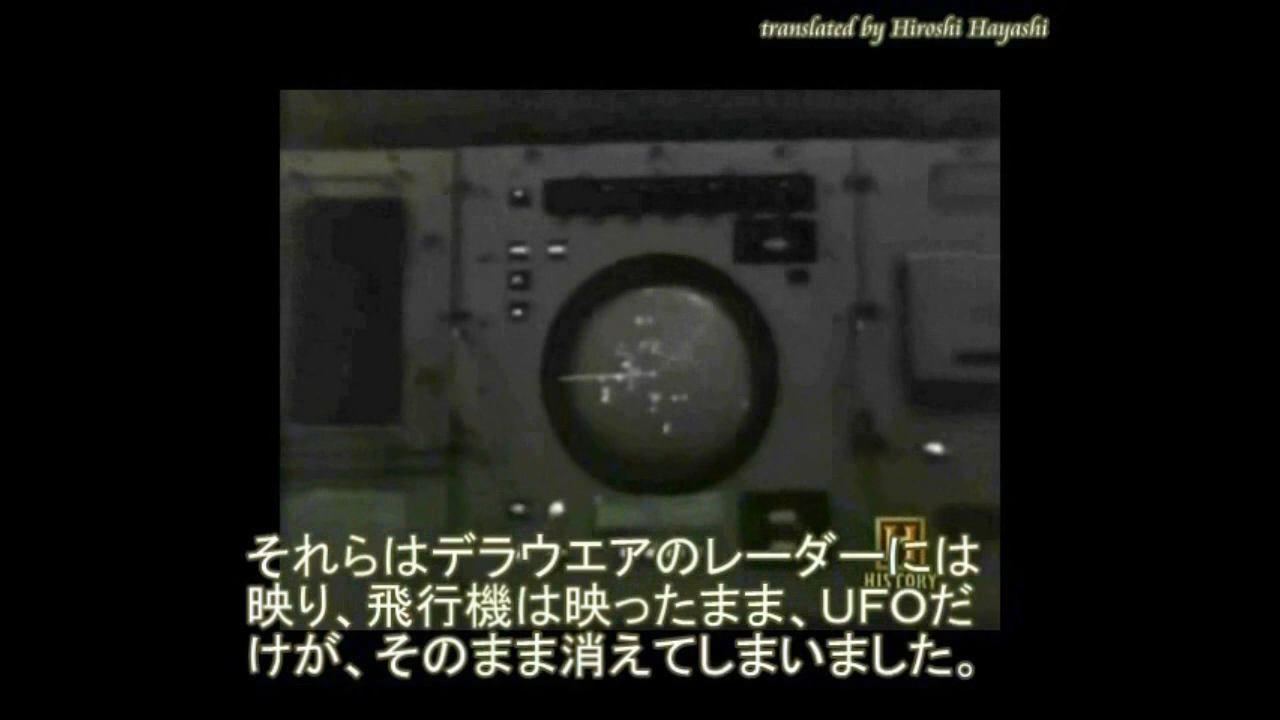 translated by Hiroshi Hayashi
それらはデラウエアのレーダーには
HISTORY
映り、飛行機は映ったまま、ＵＦＯだ
けが、そのまま消えてしまいました。